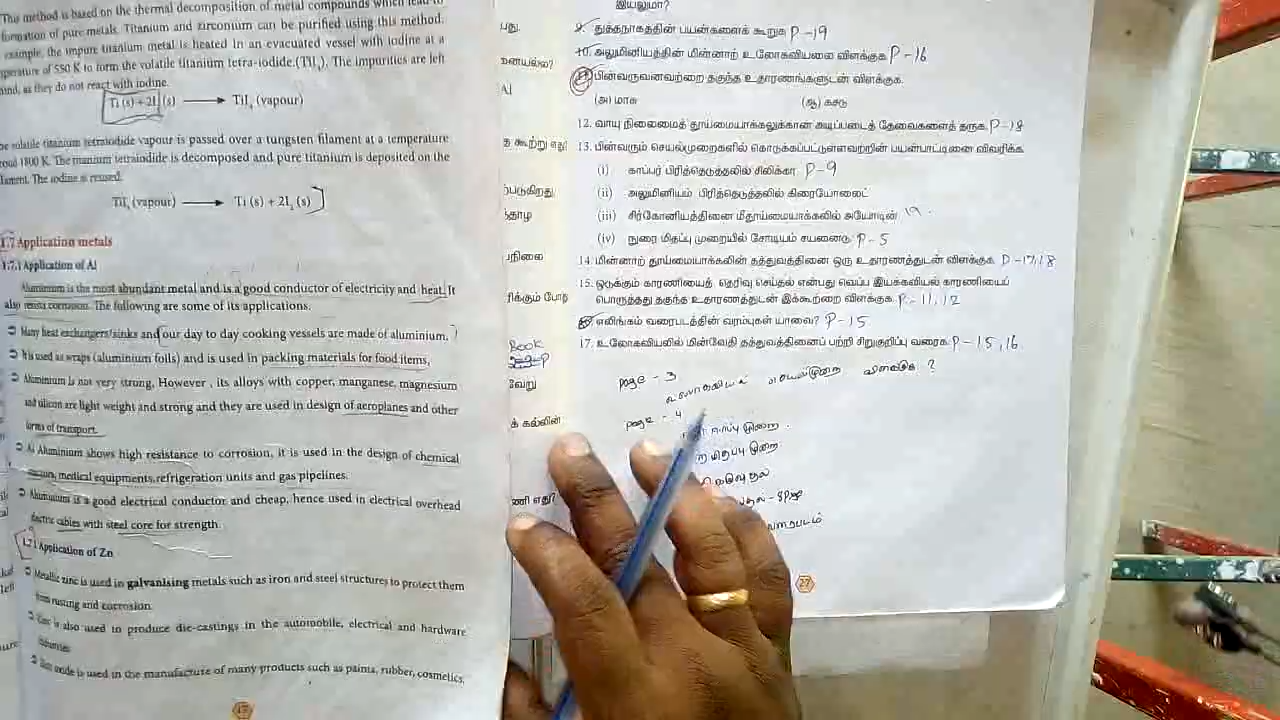 This method is based on the thermal decomposition of metal compounds which lead to
formation of pure metals. Titanium and zirconium can be purified using this method.
example, the impure titanium metal is heated in an evacuated vessel with iodine at a
perature of 550 K to form the volatile titanium tetra-iodide.(TiI₄). The impurities are left
ind, as they do not react with iodine.
Ti (s) + 2I₂(s) ⟶ TiI₄ (vapour)
volatile titanium tetraiodide vapour is passed over a tungsten filament at a temperature
1800 K. The titanium tetraiodide is decomposed and pure titanium is deposited on the
filament. The iodine is reused.
TiI₄ (vapour) ⟶ Ti (s) + 2I₂ (s)
1.7 Application metals
1.7.1 Application of Al
Aluminium is the most abundant metal and is a good conductor of electricity and heat. It
also resists corrosion. The following are some of its applications.
Many heat exchangers/sinks and our day to day cooking vessels are made of aluminium.
It is used as wraps (aluminium foils) and is used in packing materials for food items,
Aluminium is not very strong, However , its alloys with copper, manganese, magnesium
and silicon are light weight and strong and they are used in design of aeroplanes and other
forms of transport.
As Aluminium shows high resistance to corrosion, it is used in the design of chemical
medical equipments, refrigeration units and gas pipelines.
Aluminium is a good electrical conductor and cheap, hence used in electrical overhead
electric cables with steel core for strength.
1.7.1 Application of Zn
Metallic zinc is used in galvanising metals such as iron and steel structures to protect them
from rusting and corrosion.
Zinc is also used to produce die-castings in the automobile, electrical and hardware
industries
oxide is used in the manufacture of many products such as paints, rubber, cosmetics,
பது.
Al
த கூற்று எது
படுகிறது
நிலை
ரிக்கும் போது
Book
வேறு
க் கல்லின்
ணி எது?
இயலுமா?
9. துத்தநாகத்தின் பயன்களைக் கூறுக P-19
10. அலுமினியத்தின் மின்னாற் உலோகவியலை விளக்குக P-16
பின்வருவனவற்றை தகுந்த உதாரணங்களுடன் விளக்குக.
(அ) மாசு (ஆ) கசடு
12. வாயு நிலைமைத் தூய்மையாக்கலுக்கான அடிப்படைத் தேவைகளைத் தருக. P-18
13. பின்வரும் செயல்முறைகளில் கொடுக்கப்பட்டுள்ளவற்றின் பயன்பாட்டினை விவரிக்க
(i) காப்பர் பிரித்தெடுத்தலில் சிலிக்கா P-9
(ii) அலுமினியம் பிரித்தெடுத்தலில் கிரையோலைட்
(iii) சிர்கோனியத்தினை மீதூய்மையாக்கலில் அயோடின் 19.
(iv) நுரை மிதப்பு முறையில் சோடியம் சயனைடு P-5
14. மின்னாற் தூய்மையாக்கலின் தத்துவத்தினை ஒரு உதாரணத்துடன் விளக்குக P-17,18
15. ஒடுக்கும் காரணியைத் தெரிவு செய்தல் என்பது வெப்ப இயக்கவியல் காரணியைப்
பொருத்தது தகுந்த உதாரணத்துடன் இக்கூற்றை விளக்குக. P-11,12
எலிங்கம் வரைபடத்தின் வரம்புகள் யாவை? P-15
17. உலோகவியலில் மின்வேதி தத்துவத்தினைப் பற்றி சிறுகுறிப்பு வரைக P-15,16
page - 3
செயல்முறை விளக்குக ?
page - 4
முறை.
மிதப்பு முறை
வரைபடம்
27